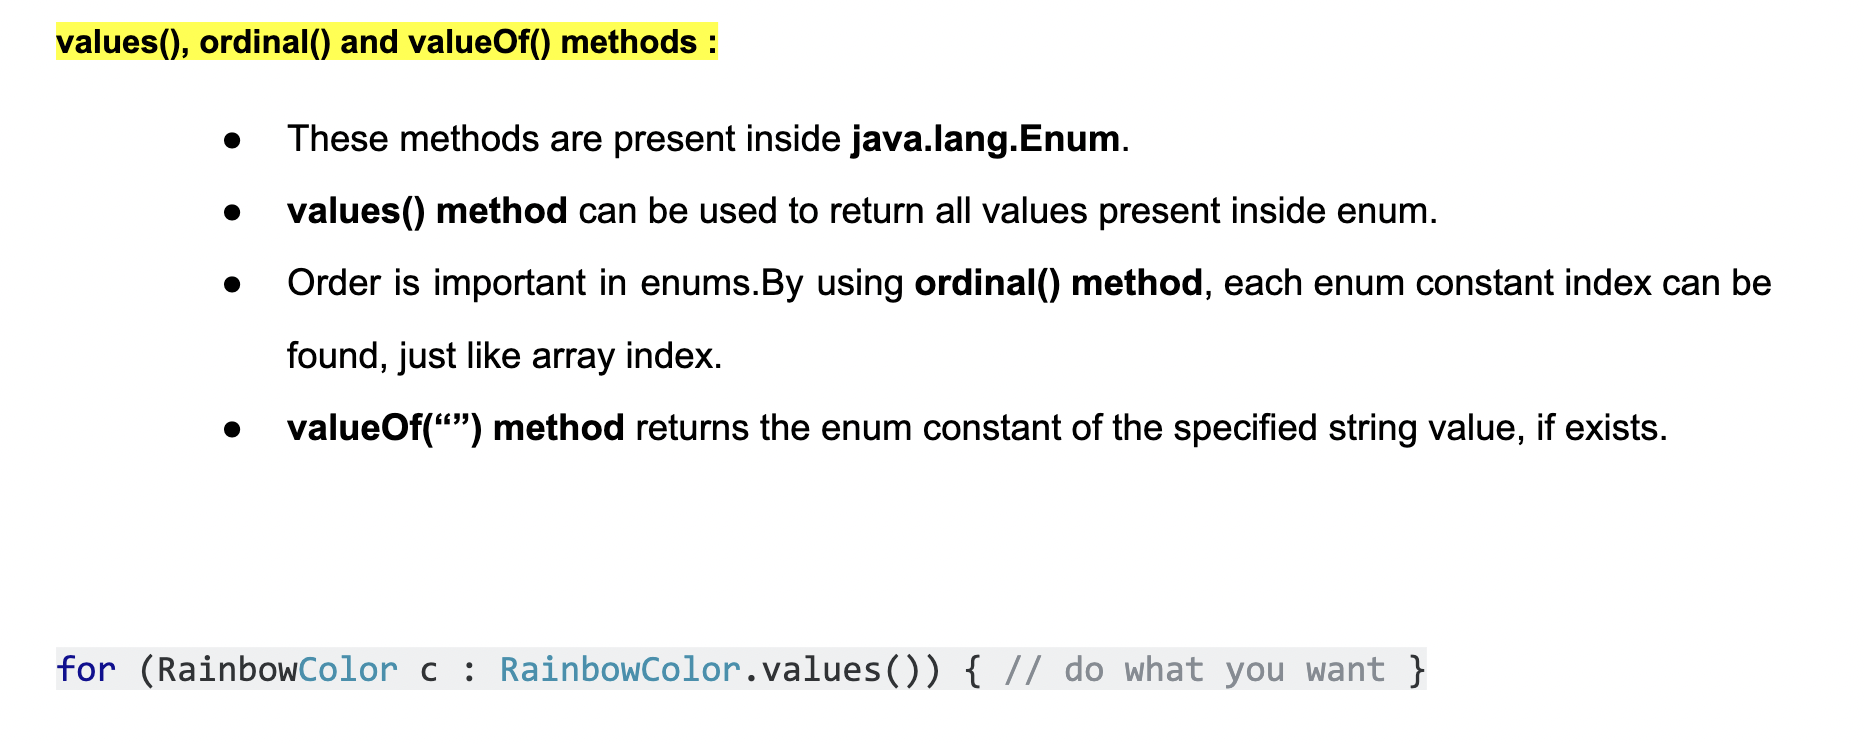 values(), ordinal() and valueOf() methods :
● These methods are present inside java.lang.Enum.
● values() method can be used to return all values present inside enum.
● Order is important in enums.By using ordinal() method, each enum constant index can be
found, just like array index.
● valueOf(“”) method returns the enum constant of the specified string value, if exists.
for (RainbowColor c : RainbowColor.values()) { // do what you want }